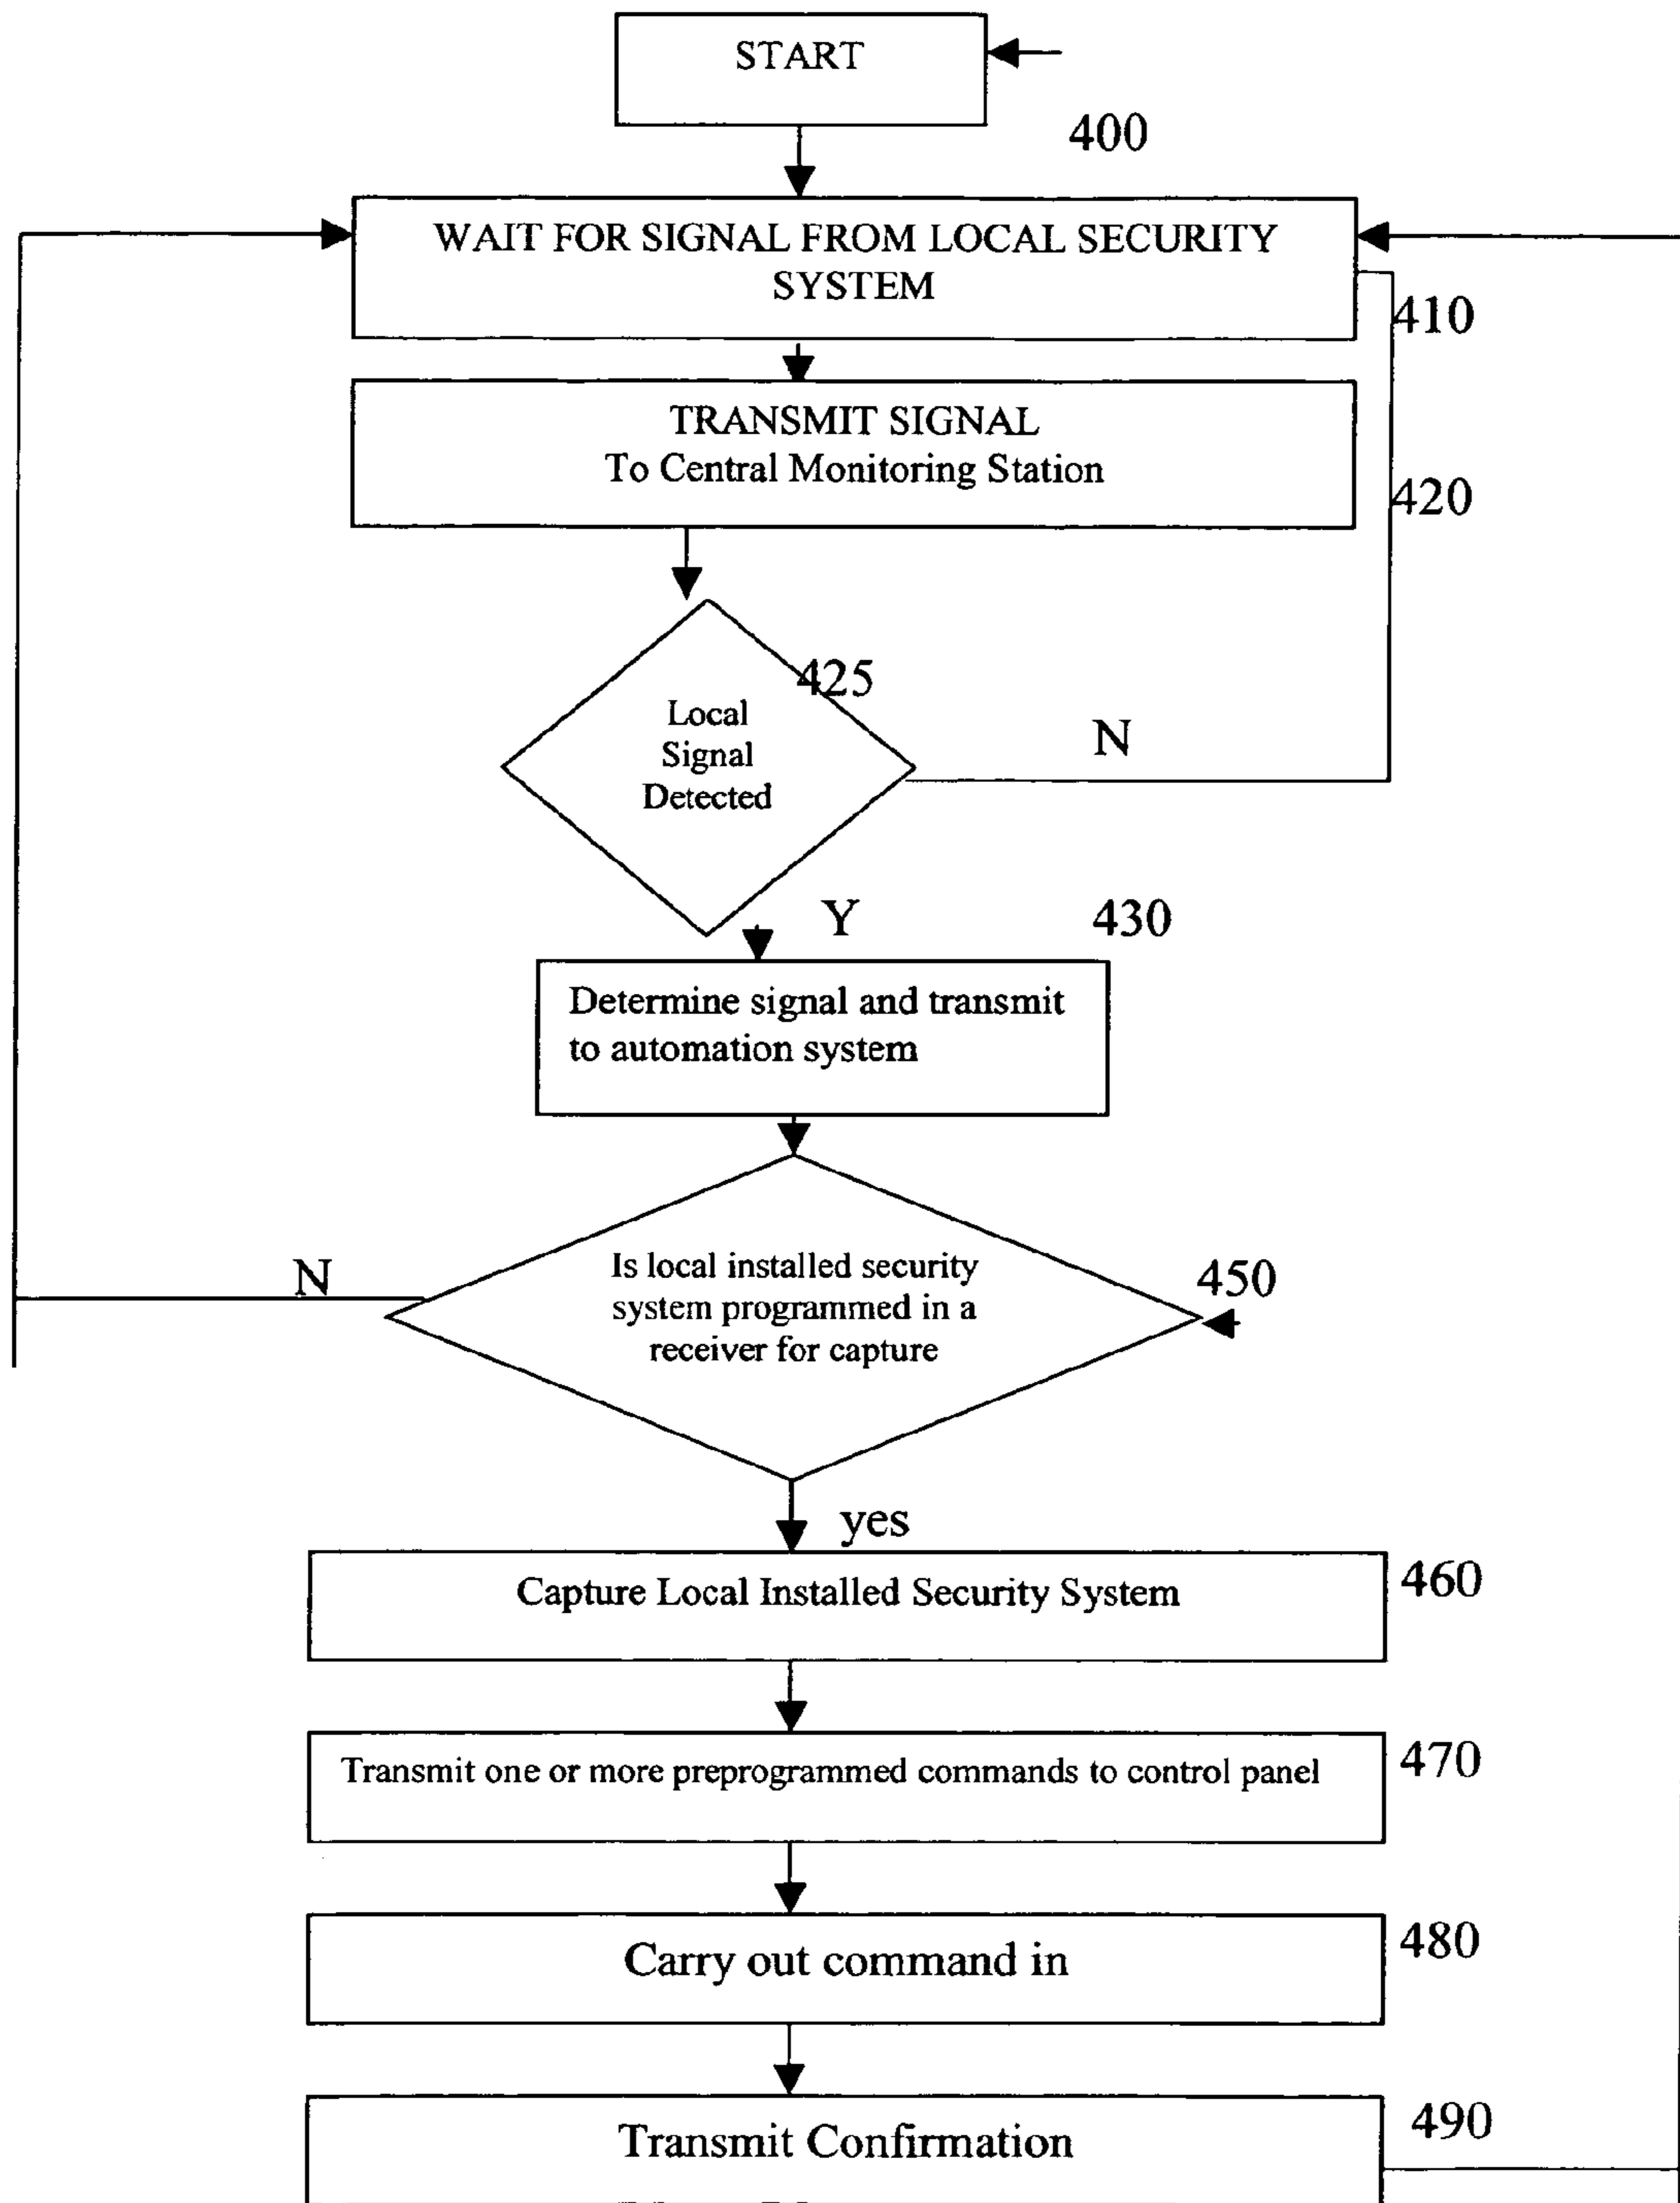 START
400
WAIT FOR SIGNAL FROM LOCAL SECURITY
SYSTEM
410
TRANSMIT SIGNAL
To Central Monitoring Station
420
425
Local
Signal
Detected
N
Y
430
Determine signal and transmit
to automation system
N
Is local installed security
system programmed in a
receiver for capture
450
yes
Capture Local Installed Security System
460
Transmit one or more preprogrammed commands to control panel
470
Carry out command in
480
Transmit Confirmation
490